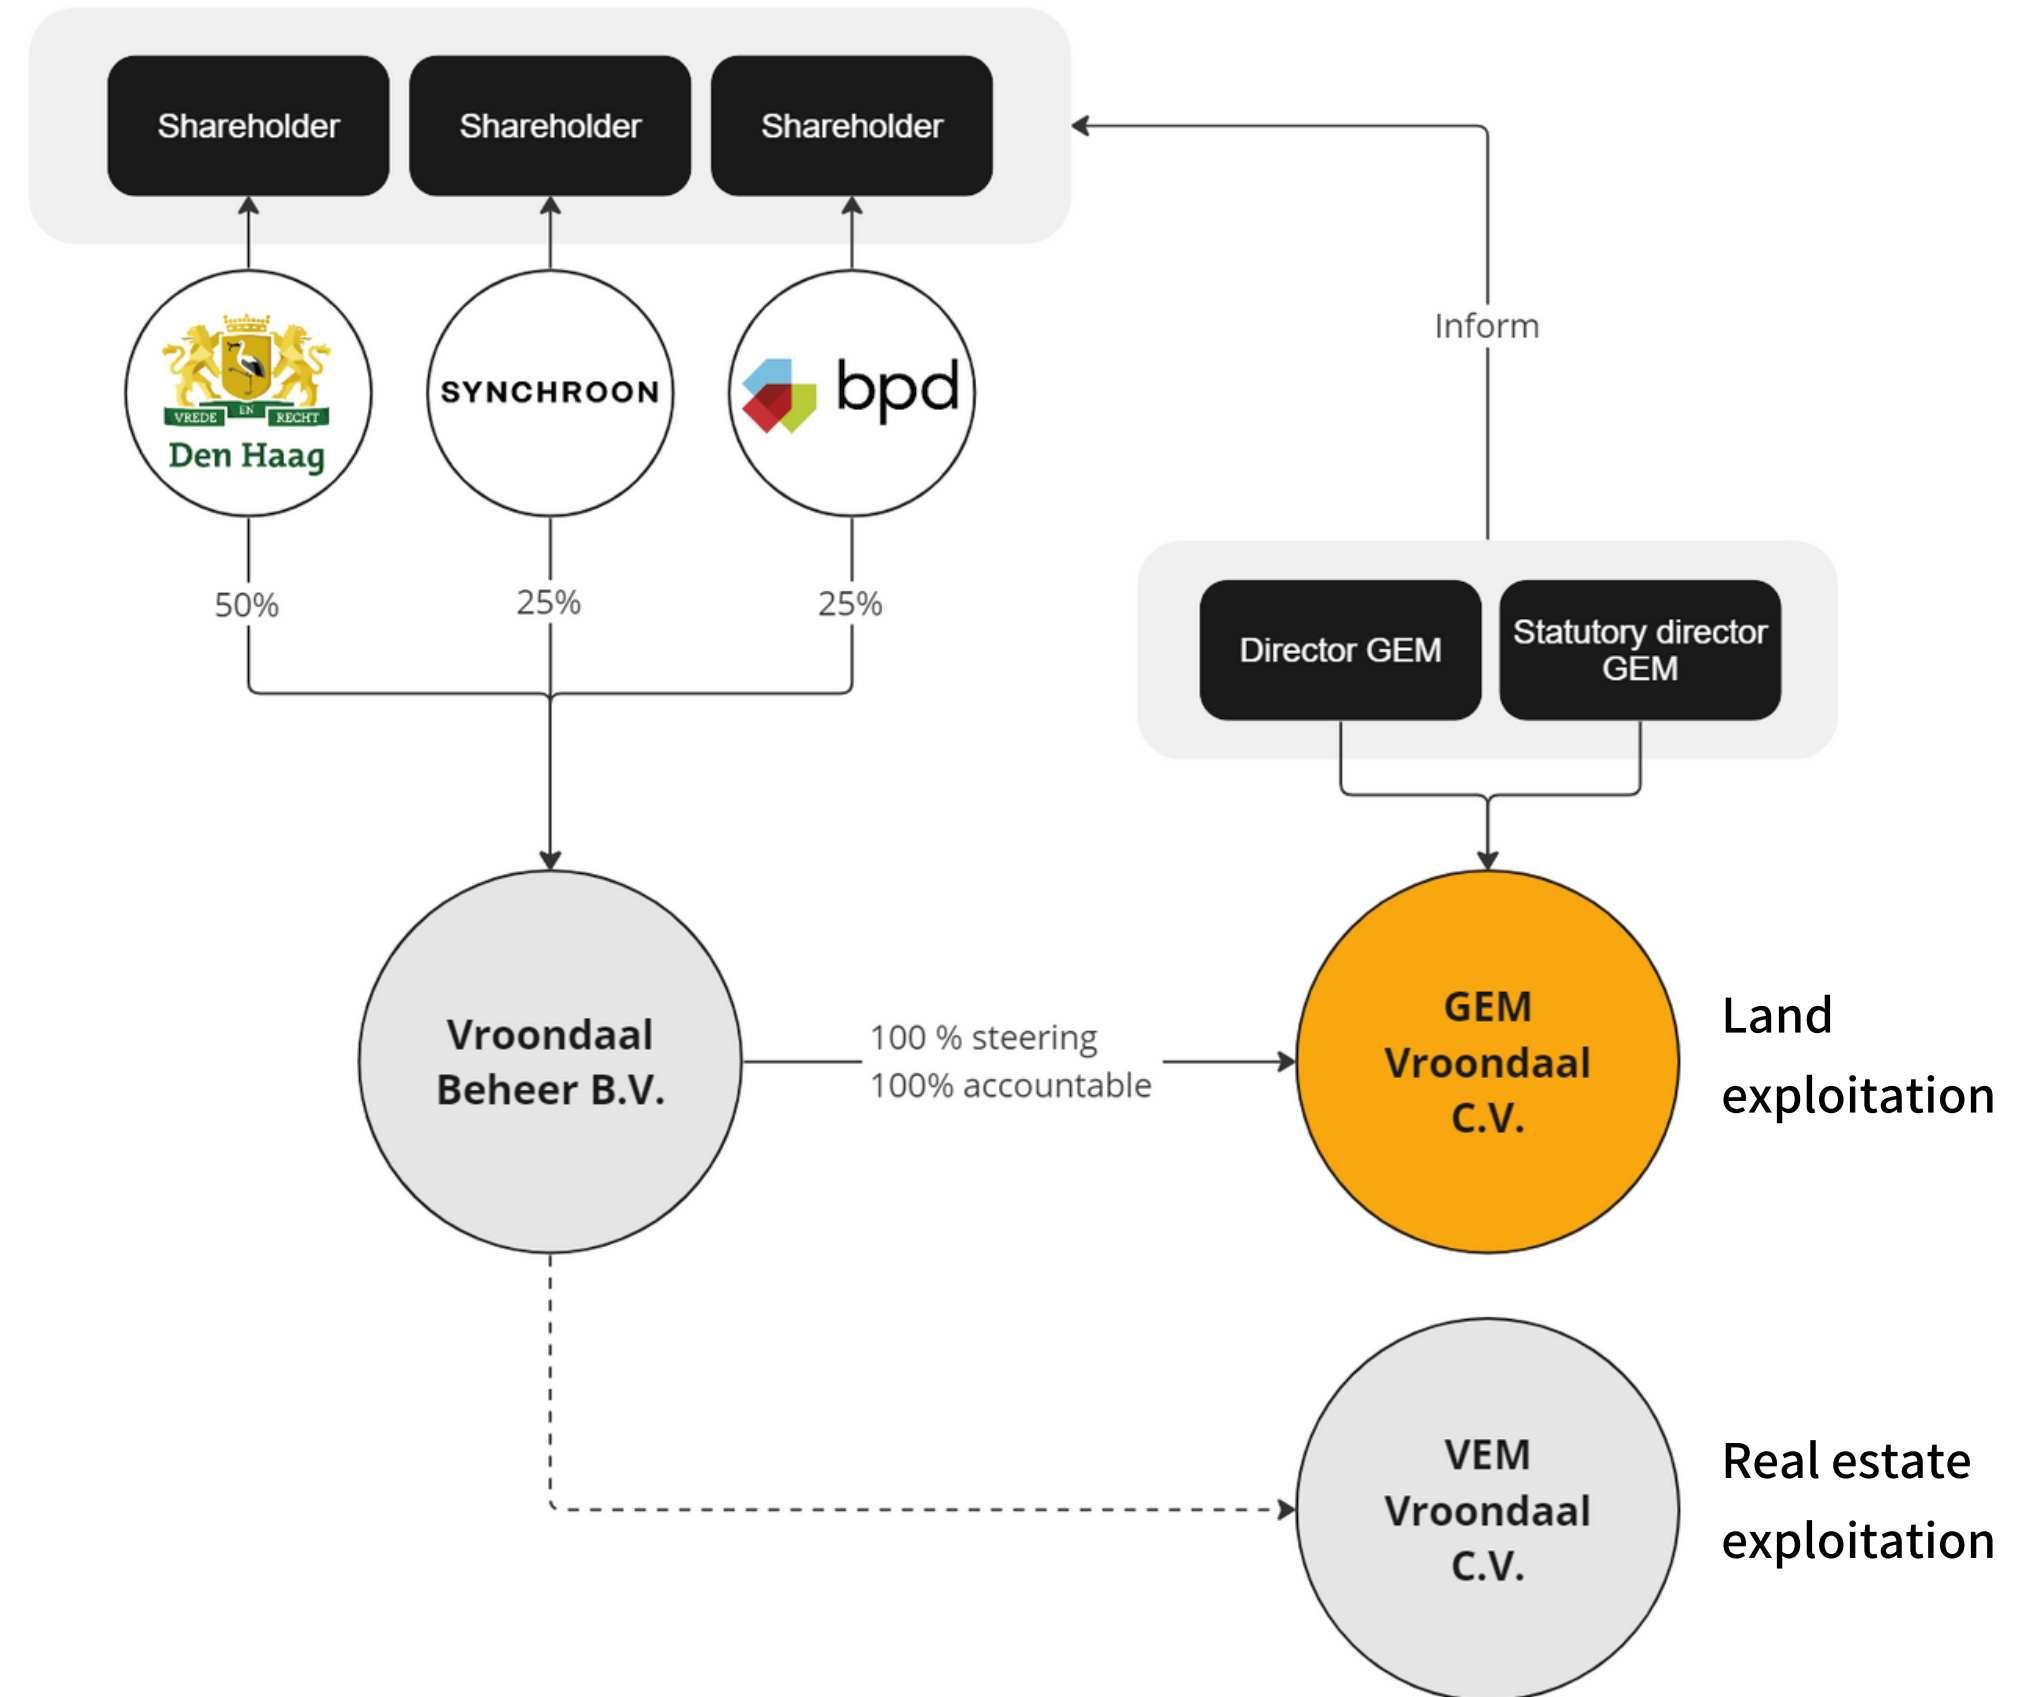 Shareholder
Shareholder
Shareholder
VREDE EN RECHT
Den Haag
SYNCHROON
bpd
Inform
50%
25%
25%
Director GEM
Statutory director
GEM
Vroondaal
Beheer B.V.
100 % steering
100% accountable
GEM
Vroondaal
C.V.
Land
exploitation
VEM
Vroondaal
C.V.
Real estate
exploitation